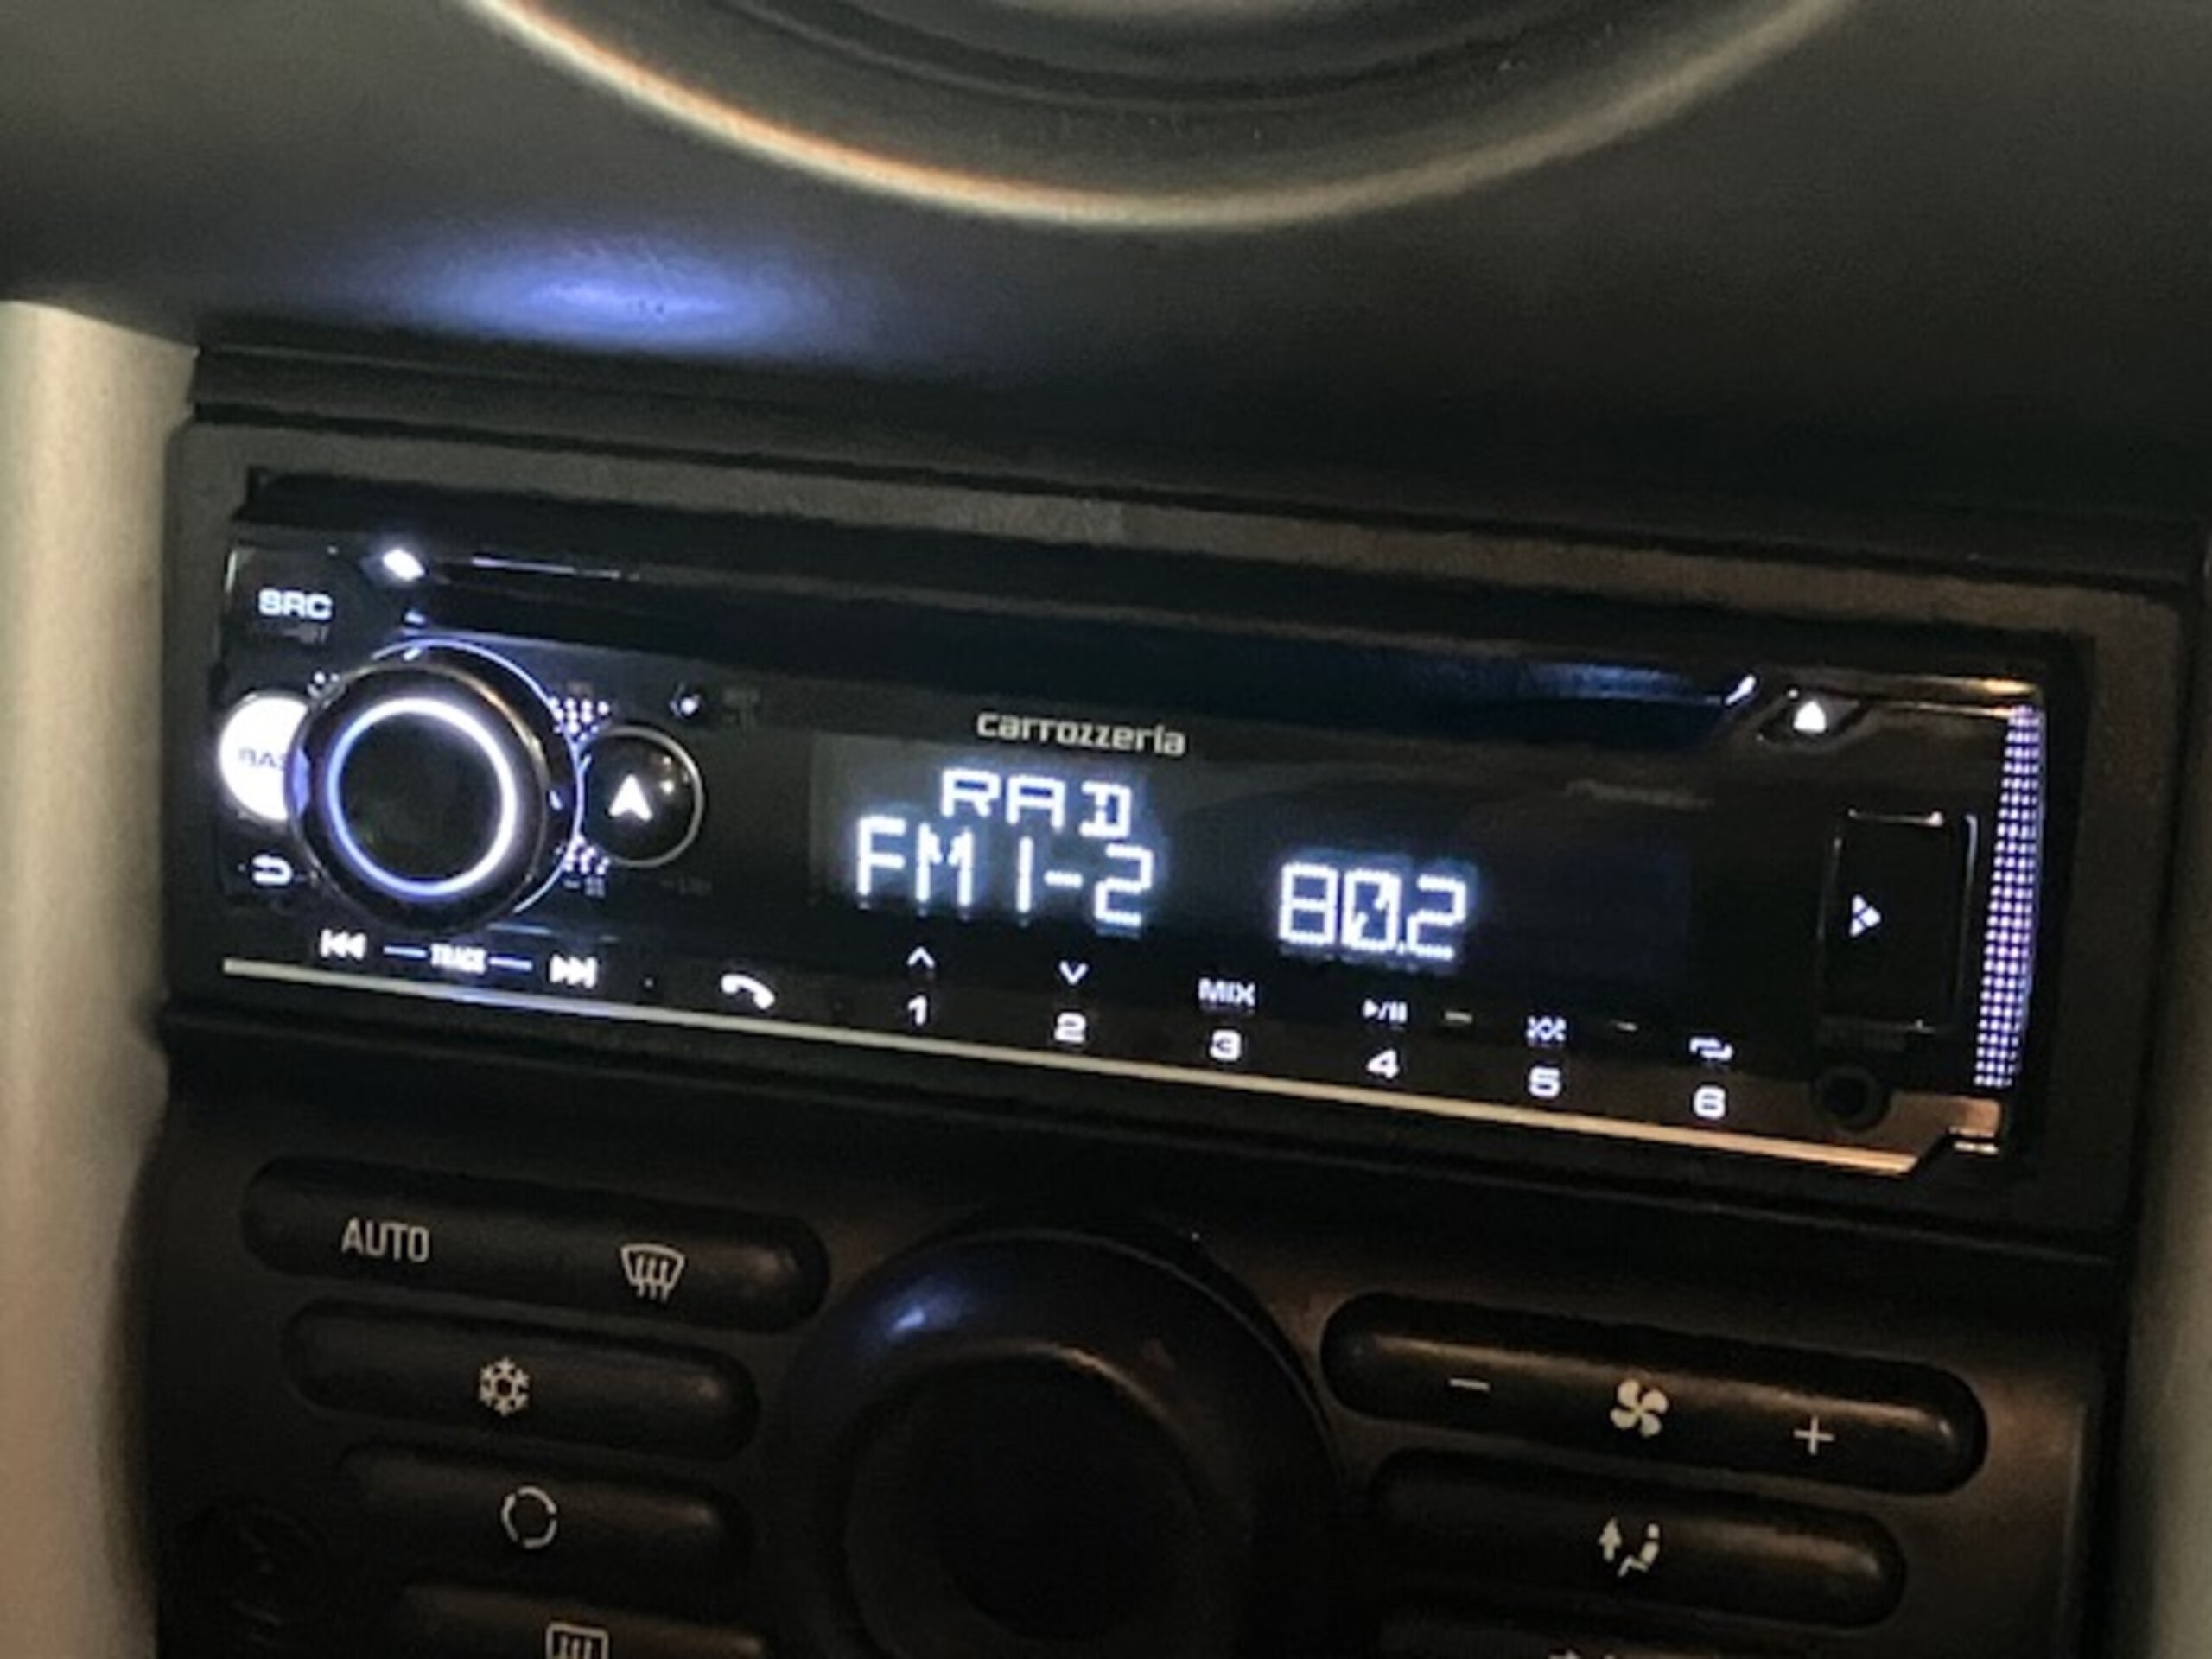 SRC
carrozzeria
RAD
FM1-2 80.2
TRACK
MIX
1 2 3 4 5 6
AUTO